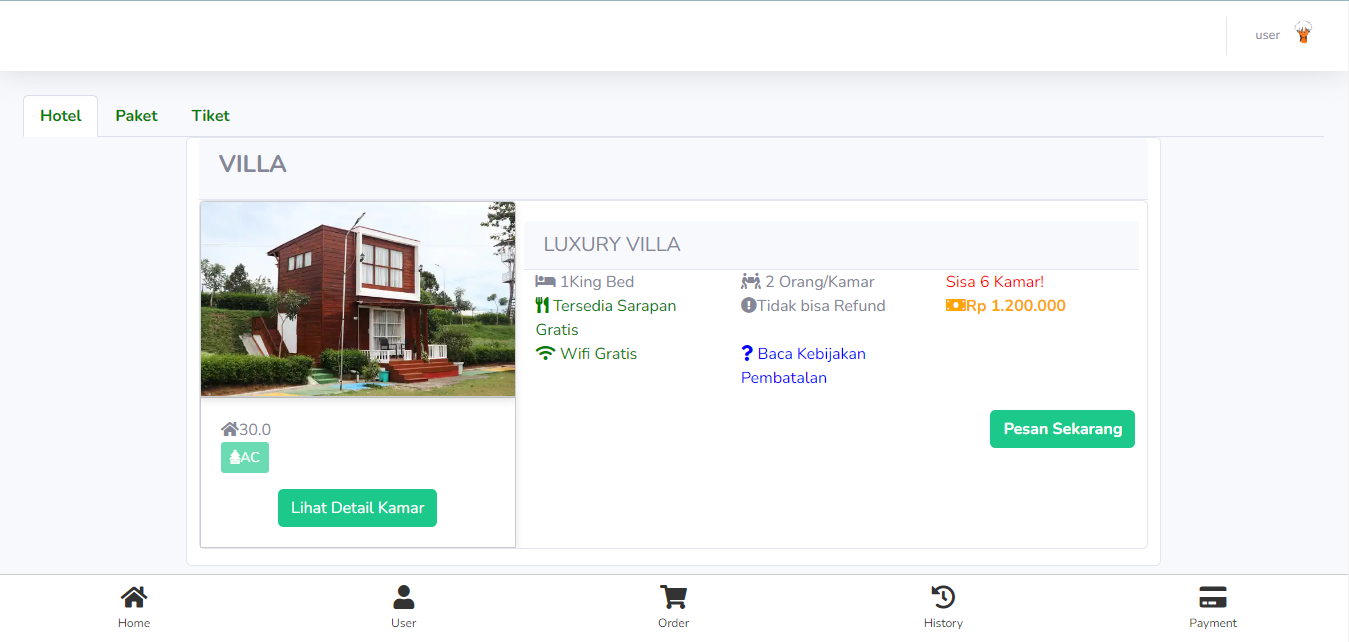 user
Hotel Paket Tiket
VILLA
LUXURY VILLA
1King Bed
Tersedia Sarapan
Gratis
Wifi Gratis
2 Orang/Kamar
Tidak bisa Refund
Baca Kebijakan
Pembatalan
Sisa 6 Kamar!
Rp 1.200.000
Pesan Sekarang
30.0
AC
Lihat Detail Kamar
Home User Order History Payment